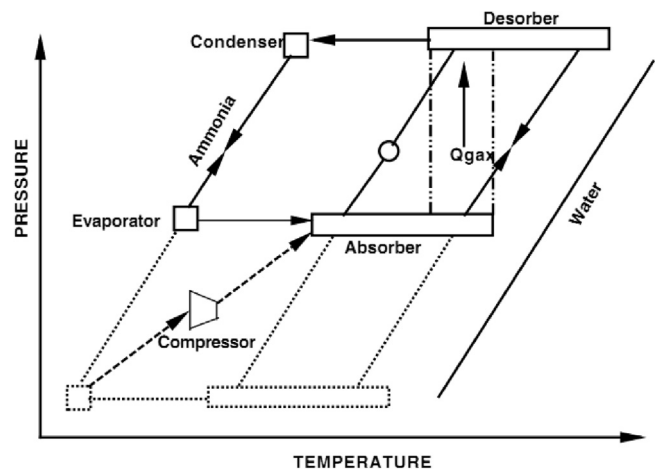 Desorber
Condenser
Ammonia
Qgax
PRESSURE
Evaporator
Absorber
Water
Compressor
TEMPERATURE